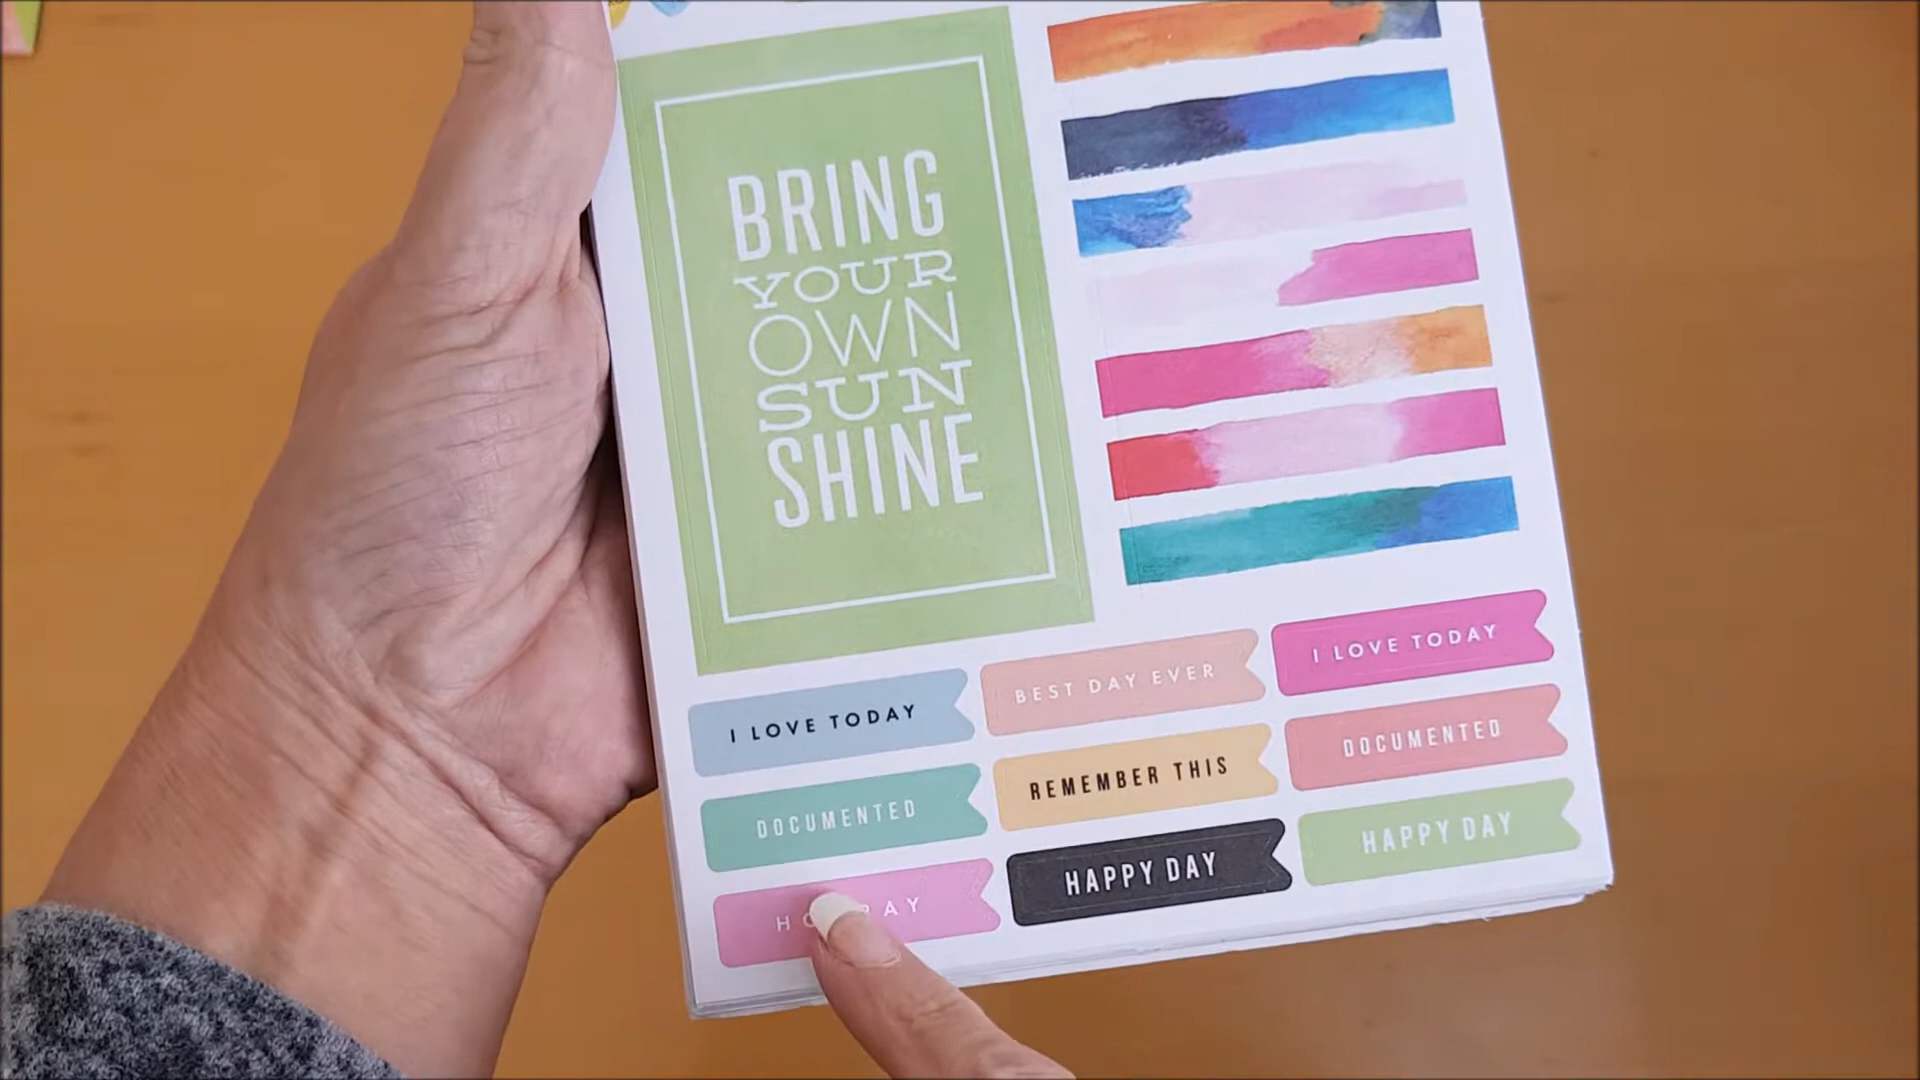 BRING
YOUR
OWN
SUN
SHINE
I LOVE TODAY
BEST DAY EVER
I LOVE TODAY
DOCUMENTED
REMEMBER THIS
DOCUMENTED
HAPPY DAY
HAPPY DAY